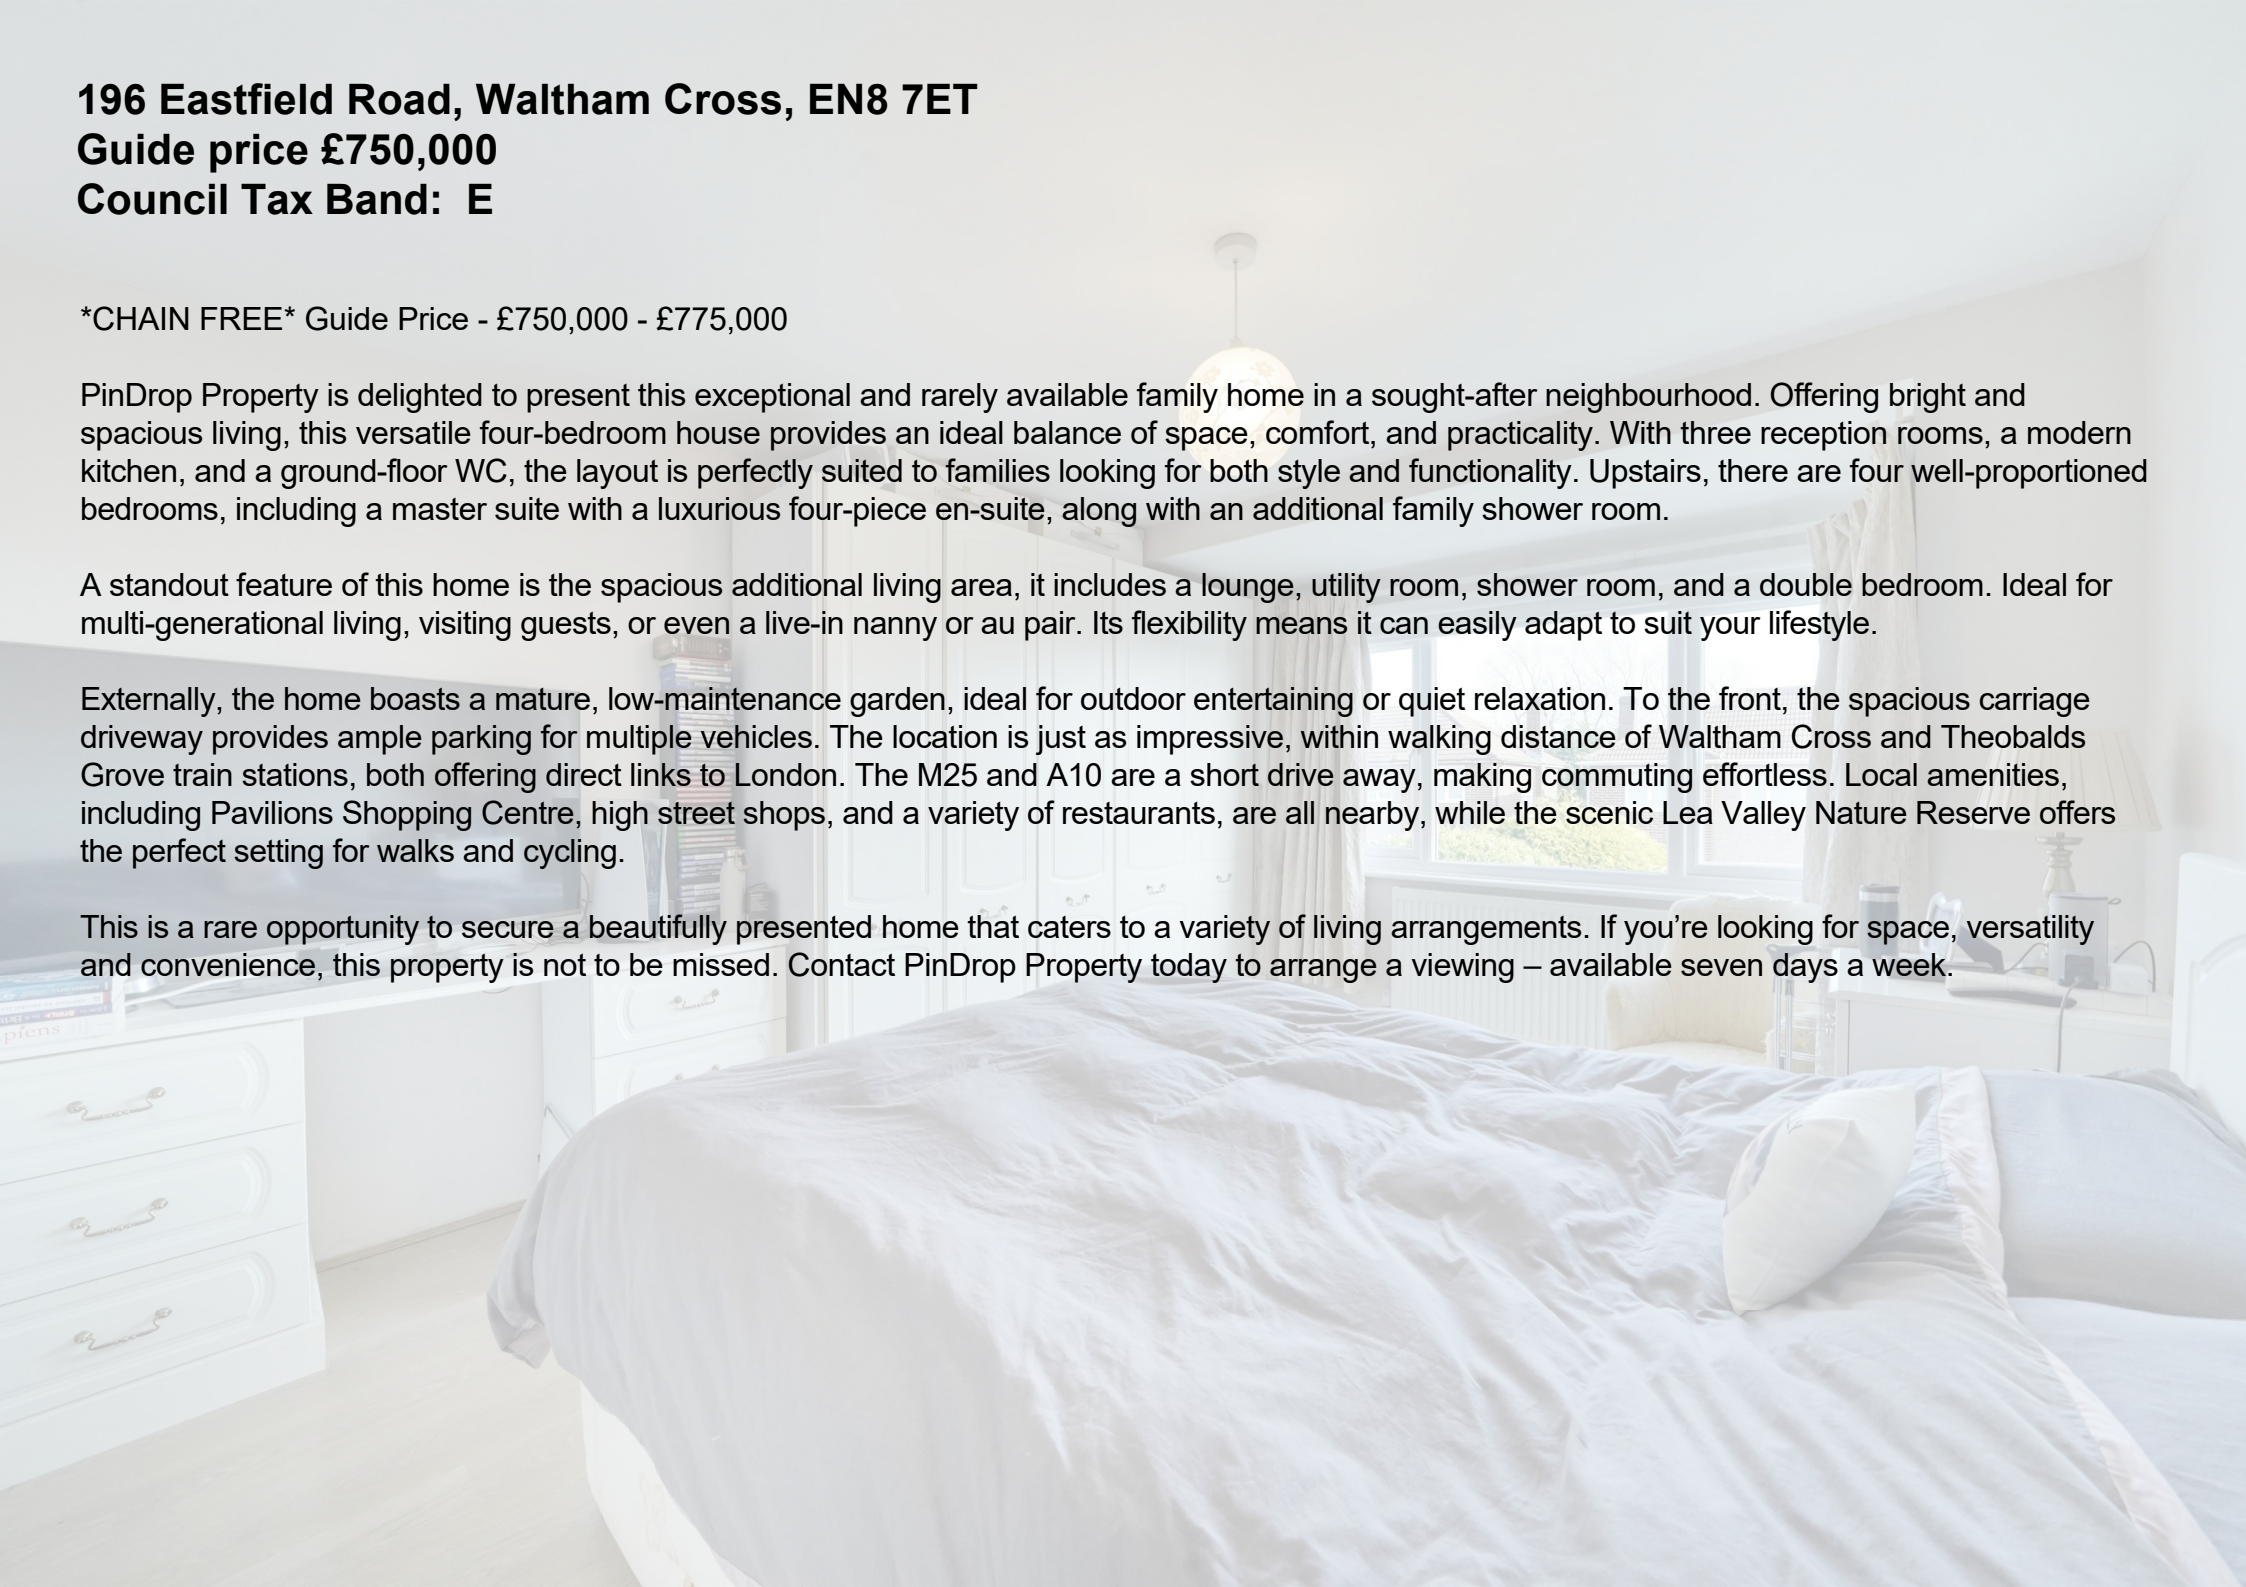 196 Eastfield Road, Waltham Cross, EN8 7ET
Guide price £750,000
Council Tax Band:  E
*CHAIN FREE* Guide Price - £750,000 - £775,000
PinDrop Property is delighted to present this exceptional and rarely available family home in a sought-after neighbourhood. Offering bright and
spacious living, this versatile four-bedroom house provides an ideal balance of space, comfort, and practicality. With three reception rooms, a modern
kitchen, and a ground-floor WC, the layout is perfectly suited to families looking for both style and functionality. Upstairs, there are four well-proportioned
bedrooms, including a master suite with a luxurious four-piece en-suite, along with an additional family shower room.
A standout feature of this home is the spacious additional living area, it includes a lounge, utility room, shower room, and a double bedroom. Ideal for
multi-generational living, visiting guests, or even a live-in nanny or au pair. Its flexibility means it can easily adapt to suit your lifestyle.
Externally, the home boasts a mature, low-maintenance garden, ideal for outdoor entertaining or quiet relaxation. To the front, the spacious carriage
driveway provides ample parking for multiple vehicles. The location is just as impressive, within walking distance of Waltham Cross and Theobalds
Grove train stations, both offering direct links to London. The M25 and A10 are a short drive away, making commuting effortless. Local amenities,
including Pavilions Shopping Centre, high street shops, and a variety of restaurants, are all nearby, while the scenic Lea Valley Nature Reserve offers
the perfect setting for walks and cycling.
This is a rare opportunity to secure a beautifully presented home that caters to a variety of living arrangements. If you’re looking for space, versatility
and convenience, this property is not to be missed. Contact PinDrop Property today to arrange a viewing – available seven days a week.